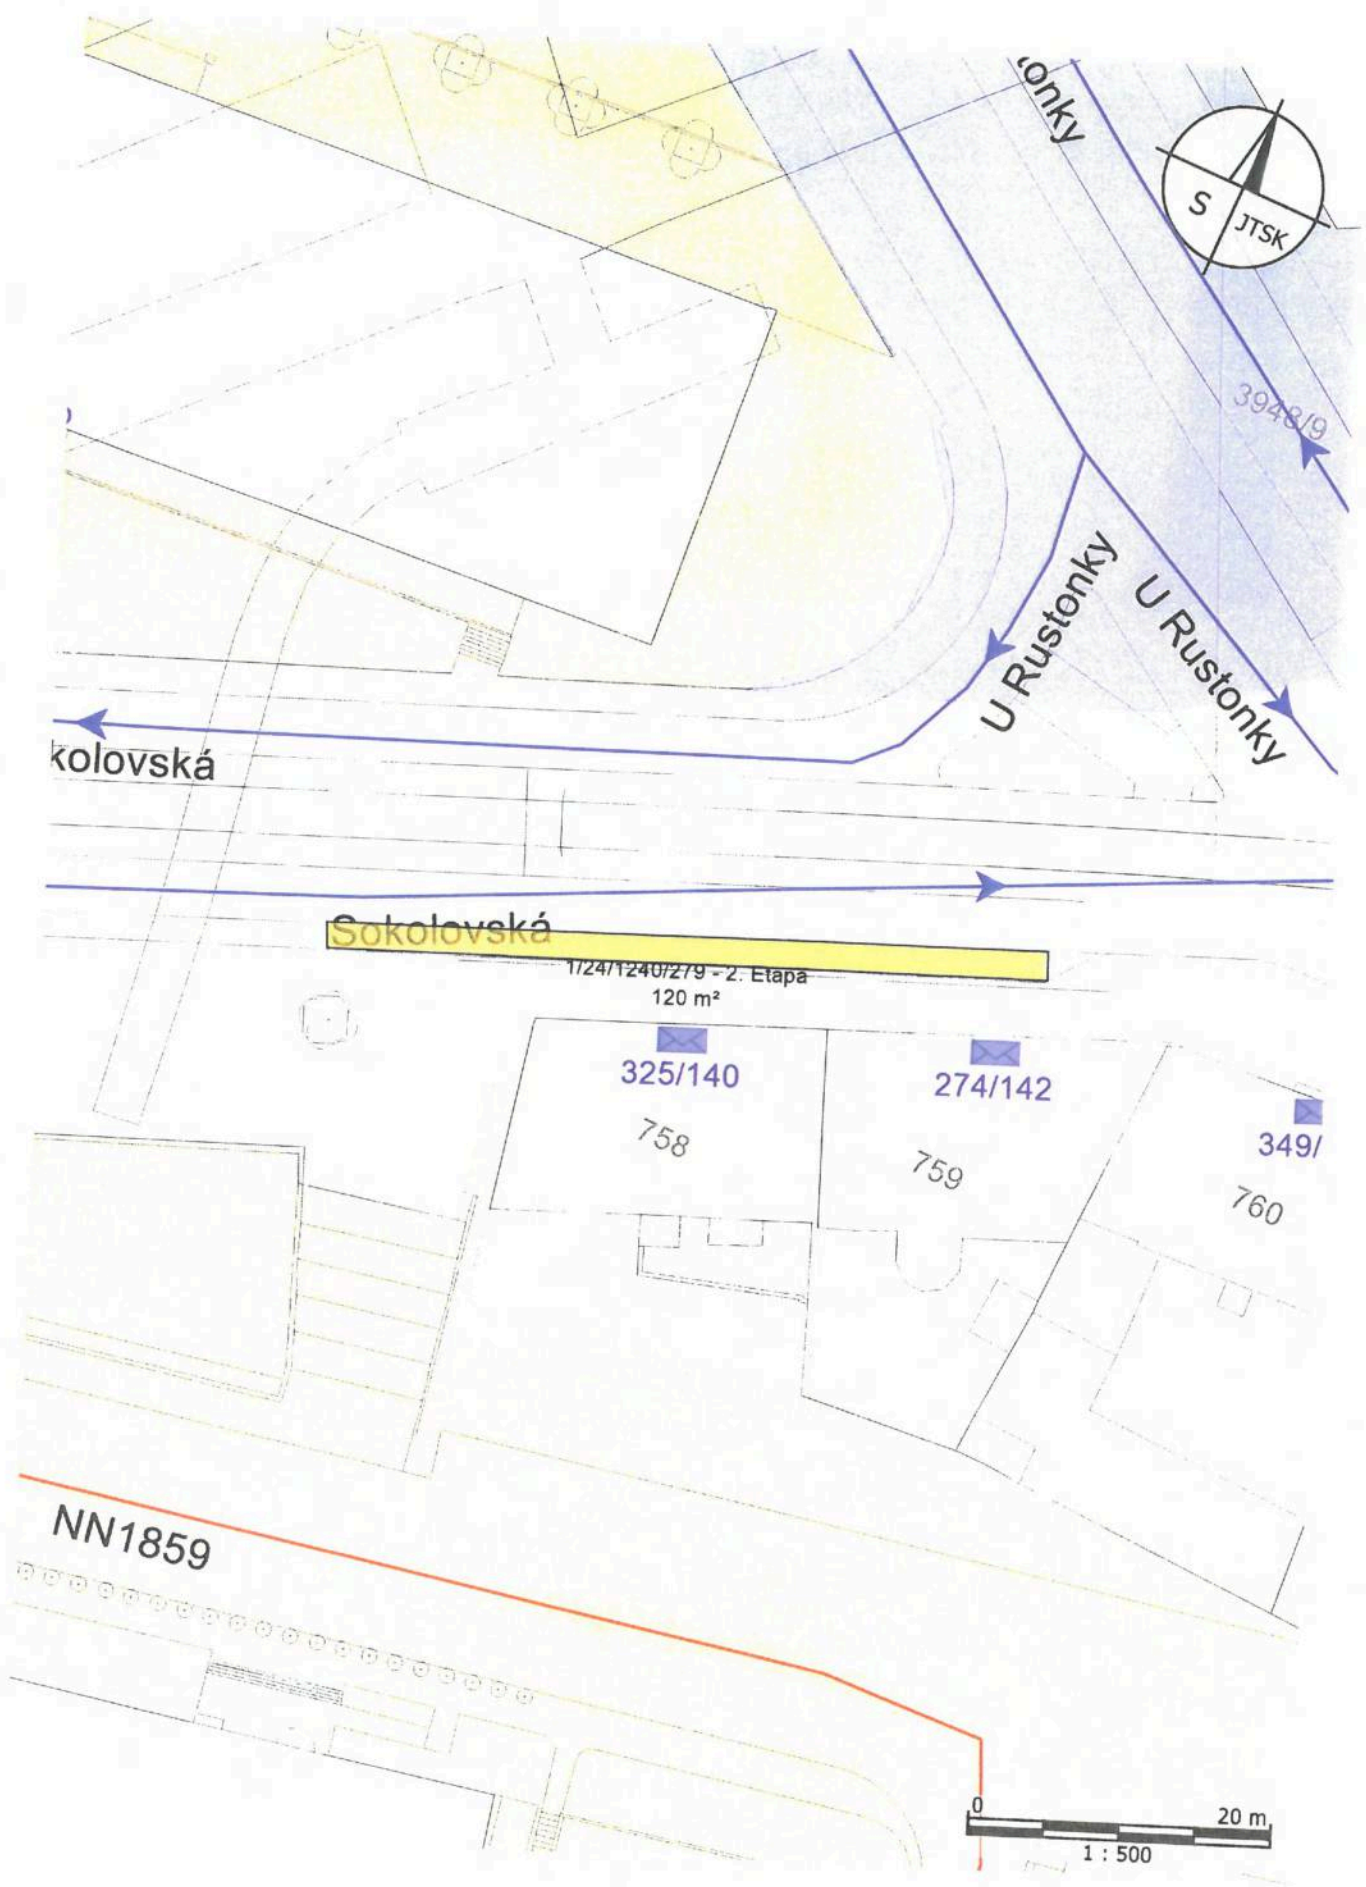 onky
S
JTSK
3948/9
U Rustonky
U Rustonky
kolovská
Sokolovská
1/24/1240/279 - 2. Etapa
120 m²
325/140
274/142
349/
758
759
760
NN1859
0
20 m
1 : 500